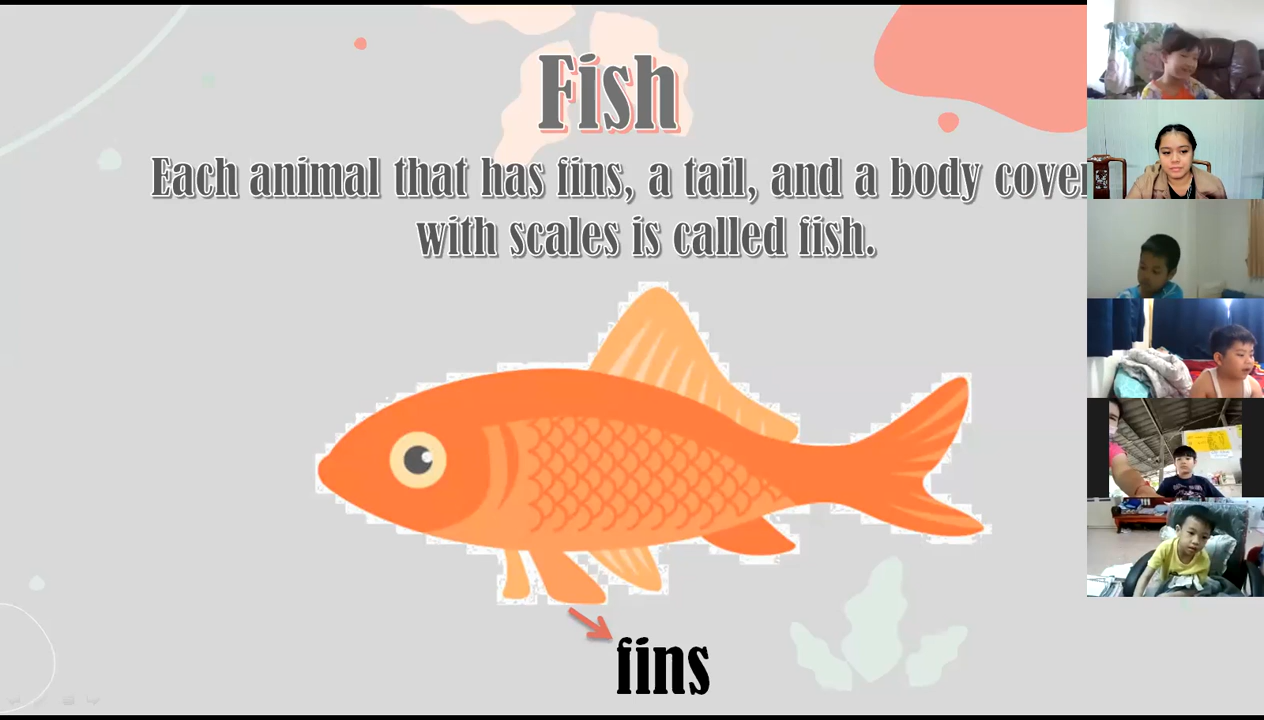 Fish
Each animal that has fins, a tail, and a body cover
with scales is called fish.
fins